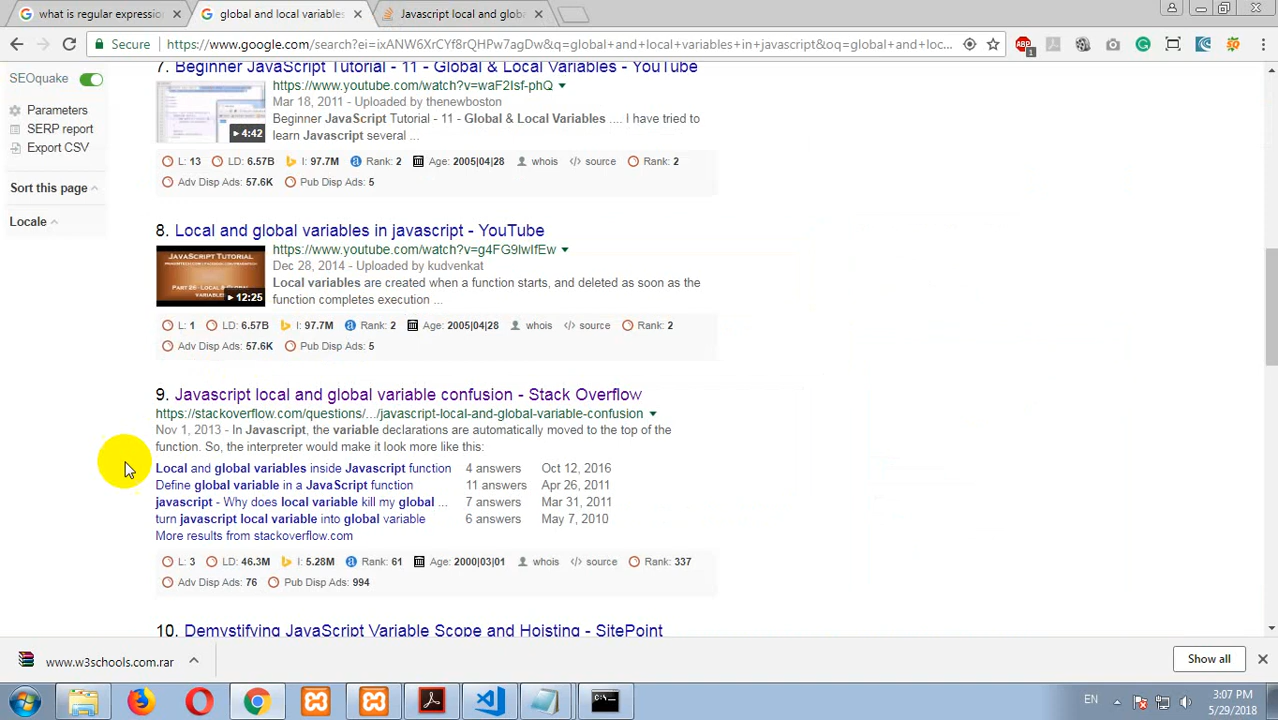 what is regular expressio
global and local variables
Javascript local and globa
Secure
https://www.google.com/search?ei=ixANW6XrCYf8rQHPw7agDw&q=global+and+local+variables+in+javascript&oq=global+and+loc...
ABP
1
SEOquake
Parameters
SERP report
Export CSV
Sort this page
Locale
7. Beginner JavaScript Tutorial - 11 - Global & Local Variables - YouTube
https://www.youtube.com/watch?v=waF2Isf-phQ
Mar 18, 2011 - Uploaded by thenewboston
Beginner JavaScript Tutorial - 11 - Global & Local Variables .... I have tried to
learn Javascript several ...
4:42
L: 13 LD: 6.57B I: 97.7M Rank: 2 Age: 2005|04|28 whois </> source Rank: 2
Adv Disp Ads: 57.6K Pub Disp Ads: 5
8. Local and global variables in javascript - YouTube
https://www.youtube.com/watch?v=g4FG9IwIfEw
Dec 28, 2014 - Uploaded by kudvenkat
Local variables are created when a function starts, and deleted as soon as the
function completes execution ...
JAVASCRIPT TUTORIAL
12:25
L: 1 LD: 6.57B I: 97.7M Rank: 2 Age: 2005|04|28 whois </> source Rank: 2
Adv Disp Ads: 57.6K Pub Disp Ads: 5
9. Javascript local and global variable confusion - Stack Overflow
https://stackoverflow.com/questions/.../javascript-local-and-global-variable-confusion
Nov 1, 2013 - In Javascript, the variable declarations are automatically moved to the top of the
function. So, the interpreter would make it look more like this:
Local and global variables inside Javascript function 4 answers Oct 12, 2016
Define global variable in a JavaScript function 11 answers Apr 26, 2011
javascript - Why does local variable kill my global ... 7 answers Mar 31, 2011
turn javascript local variable into global variable 6 answers May 7, 2010
More results from stackoverflow.com
L: 3 LD: 46.3M I: 5.28M Rank: 61 Age: 2000|03|01 whois </> source Rank: 337
Adv Disp Ads: 76 Pub Disp Ads: 994
10. Demystifying JavaScript Variable Scope and Hoisting - SitePoint
www.w3schools.com.rar
Show all
EN
3:07 PM
5/29/2018